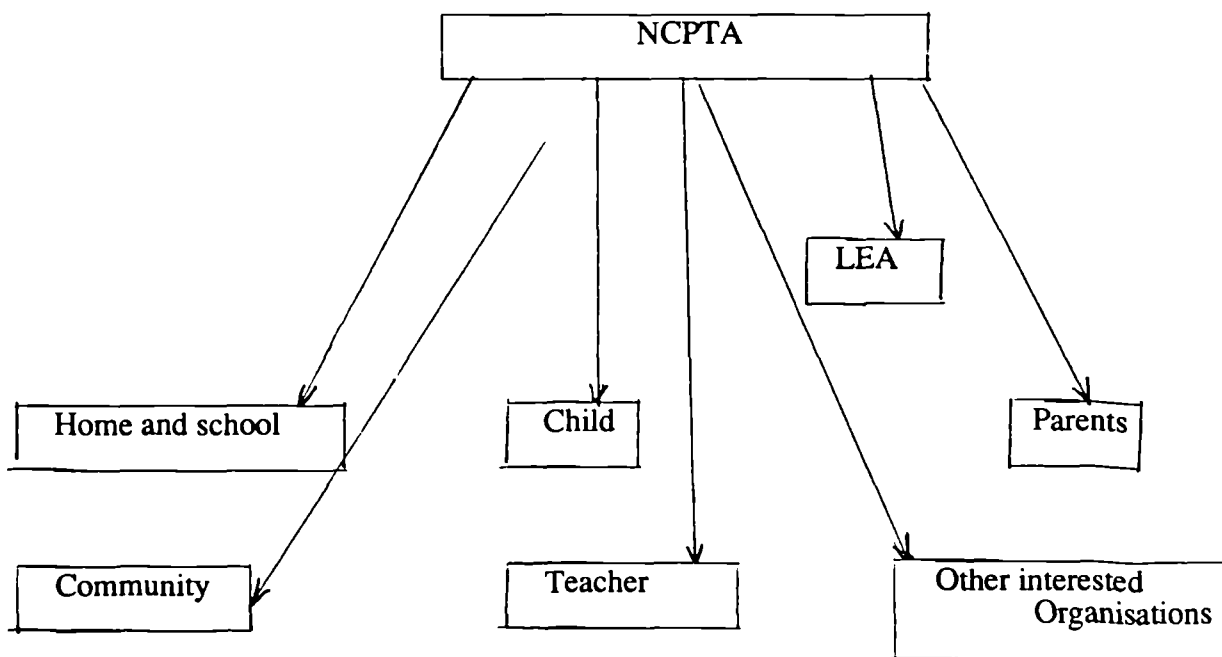 NCPTA
LEA
Home and school
Child
Parents
Community
Teacher
Other interested
Organisations